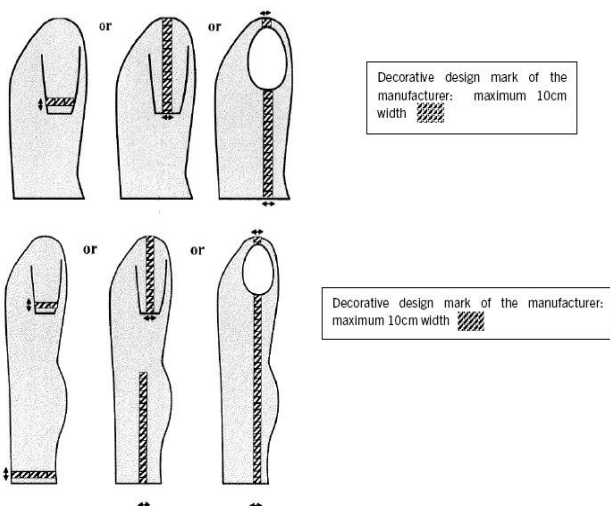 or
or
Decorative design mark of the
manufacturer: maximum 10cm
width
or
or
Decorative design mark of the manufacturer:
maximum 10cm width